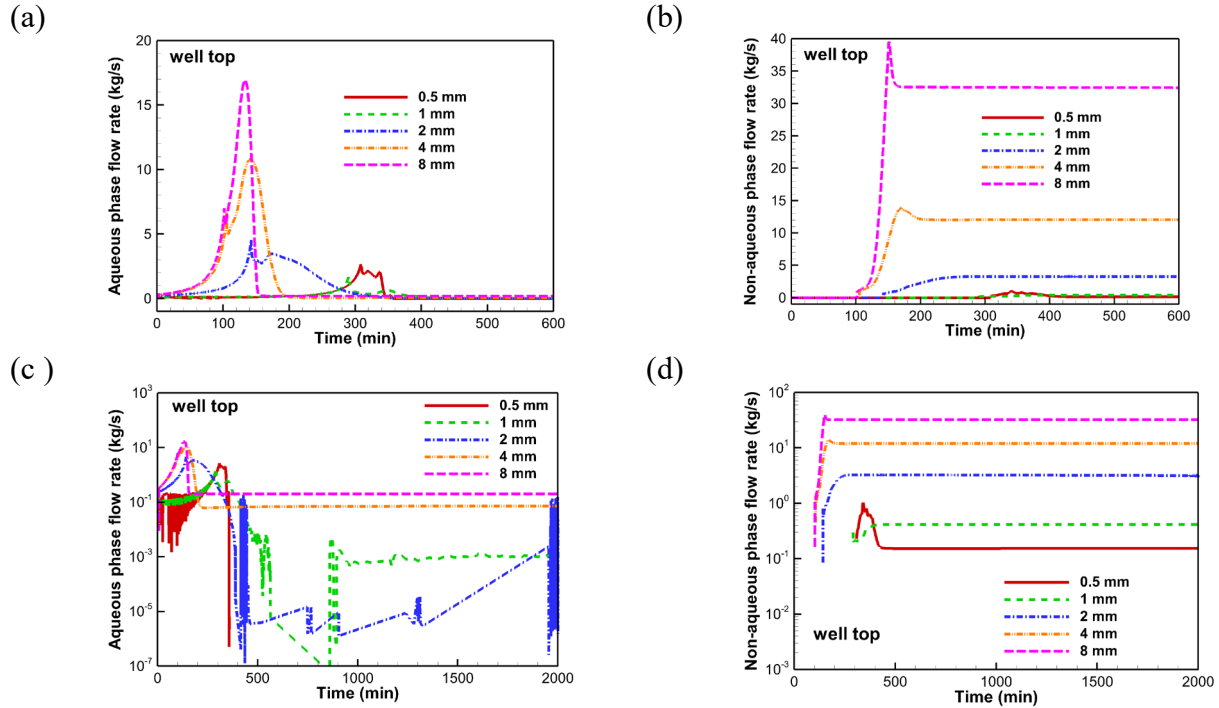 (a)
20
15
10
5
0
0 100 200 300 400 500 600
Aqueous phase flow rate (kg/s)
Time (min)
well top
0.5 mm
1 mm
2 mm
4 mm
8 mm
(b)
40
35
30
25
20
15
10
5
0
0 100 200 300 400 500 600
Non-aqueous phase flow rate (kg/s)
Time (min)
well top
0.5 mm
1 mm
2 mm
4 mm
8 mm
(c )
10³
10¹
10⁻¹
10⁻³
10⁻⁵
10⁻⁷
0 500 1000 1500 2000
Aqueous phase flow rate (kg/s)
Time (min)
well top
0.5 mm
1 mm
2 mm
4 mm
8 mm
(d)
10²
10¹
10⁰
10⁻¹
10⁻²
10⁻³
0 500 1000 1500 2000
Non-aqueous phase flow rate (kg/s)
Time (min)
well top
0.5 mm
1 mm
2 mm
4 mm
8 mm